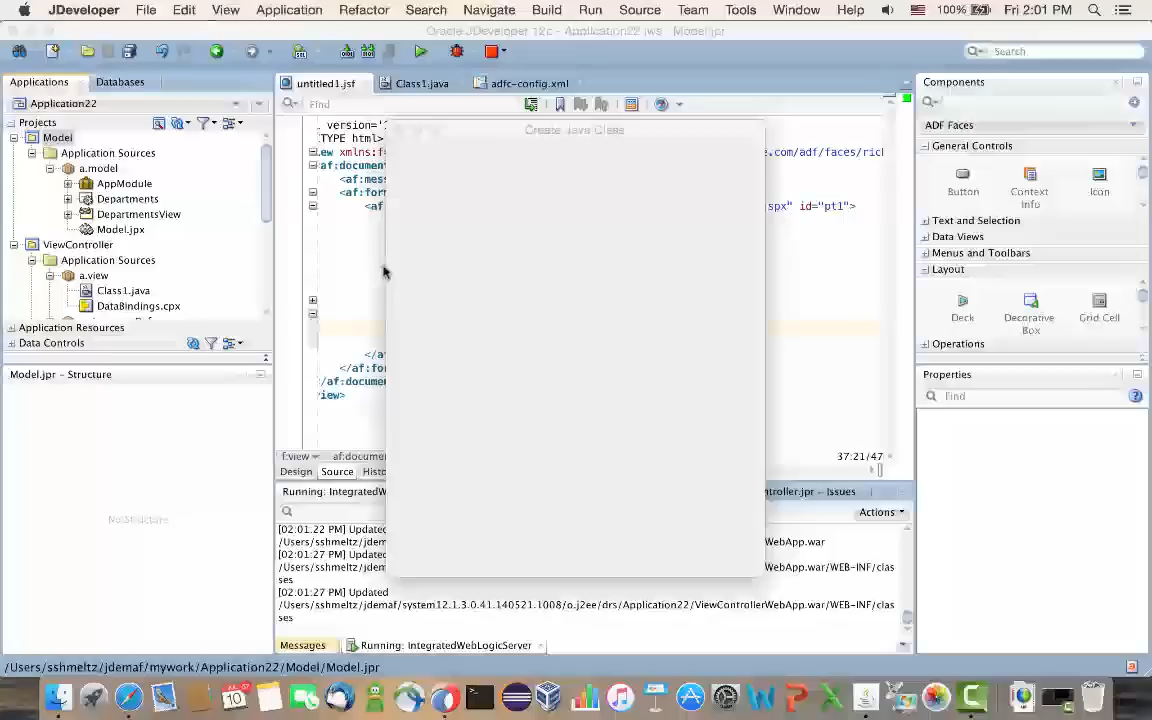 JDeveloper File Edit View Application Refactor Search Navigate Build Run Source Team Tools Window Help 100% Fri 2:01 PM
Oracle JDeveloper 12c - Application22.jws : Model.jpr
Search
Applications Databases
untitled1.jsf Class1.java adfc-config.xml
Components
Application22
Find
ADF Faces
Projects
General Controls
Model
Application Sources
a.model
AppModule
Departments
DepartmentsView
Model.jpx
ViewController
Application Sources
a.view
Class1.java
DataBindings.cpx
Application Resources
Data Controls
Create Java Class
version='
TYPE html>
ew xmlns:f= e.com/adf/faces/rich
af:document
<af:mes
<af:for
<af spx" id="pt1">
</a
</af:fo
/af:docume
iew>
Button Context Info Icon
Text and Selection
Data Views
Menus and Toolbars
Layout
Deck Decorative Box Grid Cell
Operations
Model.jpr - Structure
No Structure
Properties
Find
f:view af:docume 37:21/47
Design Source Histo
Running: IntegratedW ntroller.jpr - Issues
Actions
[02:01:22 PM] Updated
/Users/sshmeltz/jdem WebApp.war
[02:01:27 PM] Updated
/Users/sshmeltz/jdem WebApp.war/WEB-INF/clas
ses
[02:01:27 PM] Updated
/Users/sshmeltz/jdemaf/system12.1.3.0.41.140521.1008/o.j2ee/drs/Application22/ViewControllerWebApp.war/WEB-INF/clas
ses
Messages Running: IntegratedWebLogicServer
/Users/sshmeltz/jdemaf/mywork/Application22/Model/Model.jpr
10